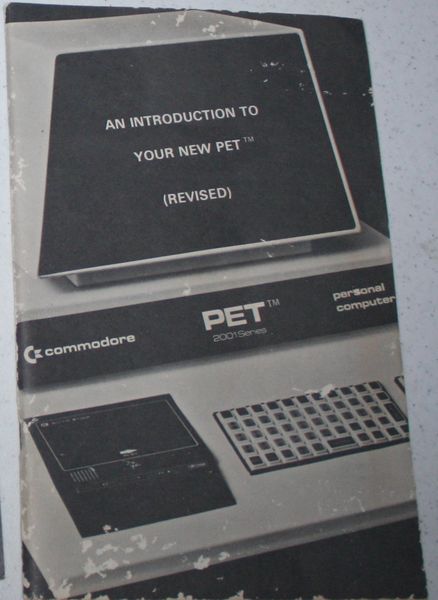 AN INTRODUCTION TO
YOUR NEW PET™
(REVISED)
commodore
PET™
2001 Series
personal
computer